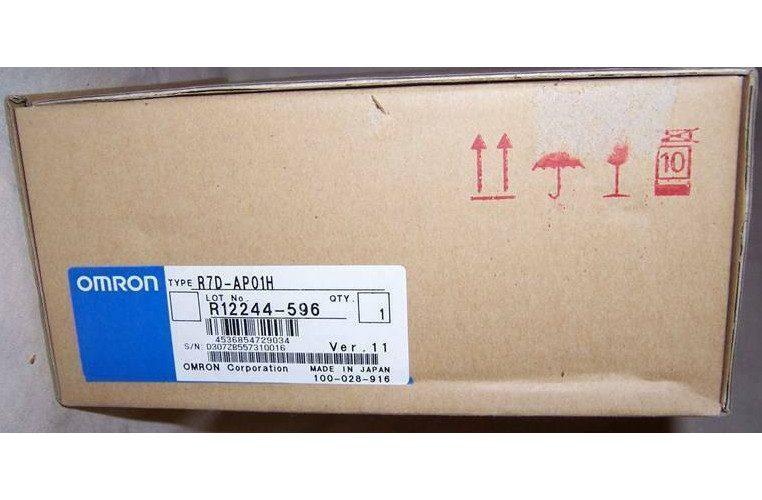 10
OMRON
TYPE R7D-AP01H
LOT No. QTY.
R12244-596 1
4536854729034
S/N: D307ZB557310016 Ver.11
OMRON Corporation MADE IN JAPAN
100-028-916